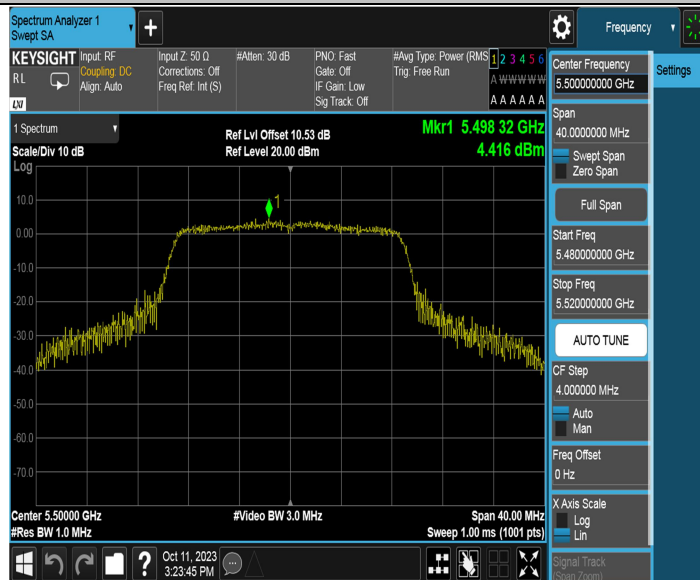 Spectrum Analyzer 1
Swept SA
+
Frequency
KEYSIGHT
RL
LXI
Input: RF
Coupling: DC
Align: Auto
Input Z: 50 Ω
Corrections: Off
Freq Ref: Int (S)
#Atten: 30 dB
PNO: Fast
Gate: Off
IF Gain: Low
Sig Track: Off
#Avg Type: Power (RMS
Trig: Free Run
1 2 3 4 5 6
A W W W W W
A A A A A A
Settings
1 Spectrum
Scale/Div 10 dB
Log
Ref Lvl Offset 10.53 dB
Ref Level 20.00 dBm
Mkr1 5.498 32 GHz
4.416 dBm
1
10.0
0.00
-10.0
-20.0
-30.0
-40.0
-50.0
-60.0
-70.0
Center 5.50000 GHz
#Res BW 1.0 MHz
#Video BW 3.0 MHz
Span 40.00 MHz
Sweep 1.00 ms (1001 pts)
Center Frequency
5.500000000 GHz
Span
40.0000000 MHz
Swept Span
Zero Span
Full Span
Start Freq
5.480000000 GHz
Stop Freq
5.520000000 GHz
AUTO TUNE
CF Step
4.000000 MHz
Auto
Man
Freq Offset
0 Hz
X Axis Scale
Log
Lin
Signal Track
(Span Zoom)
?
Oct 11, 2023
3:23:45 PM